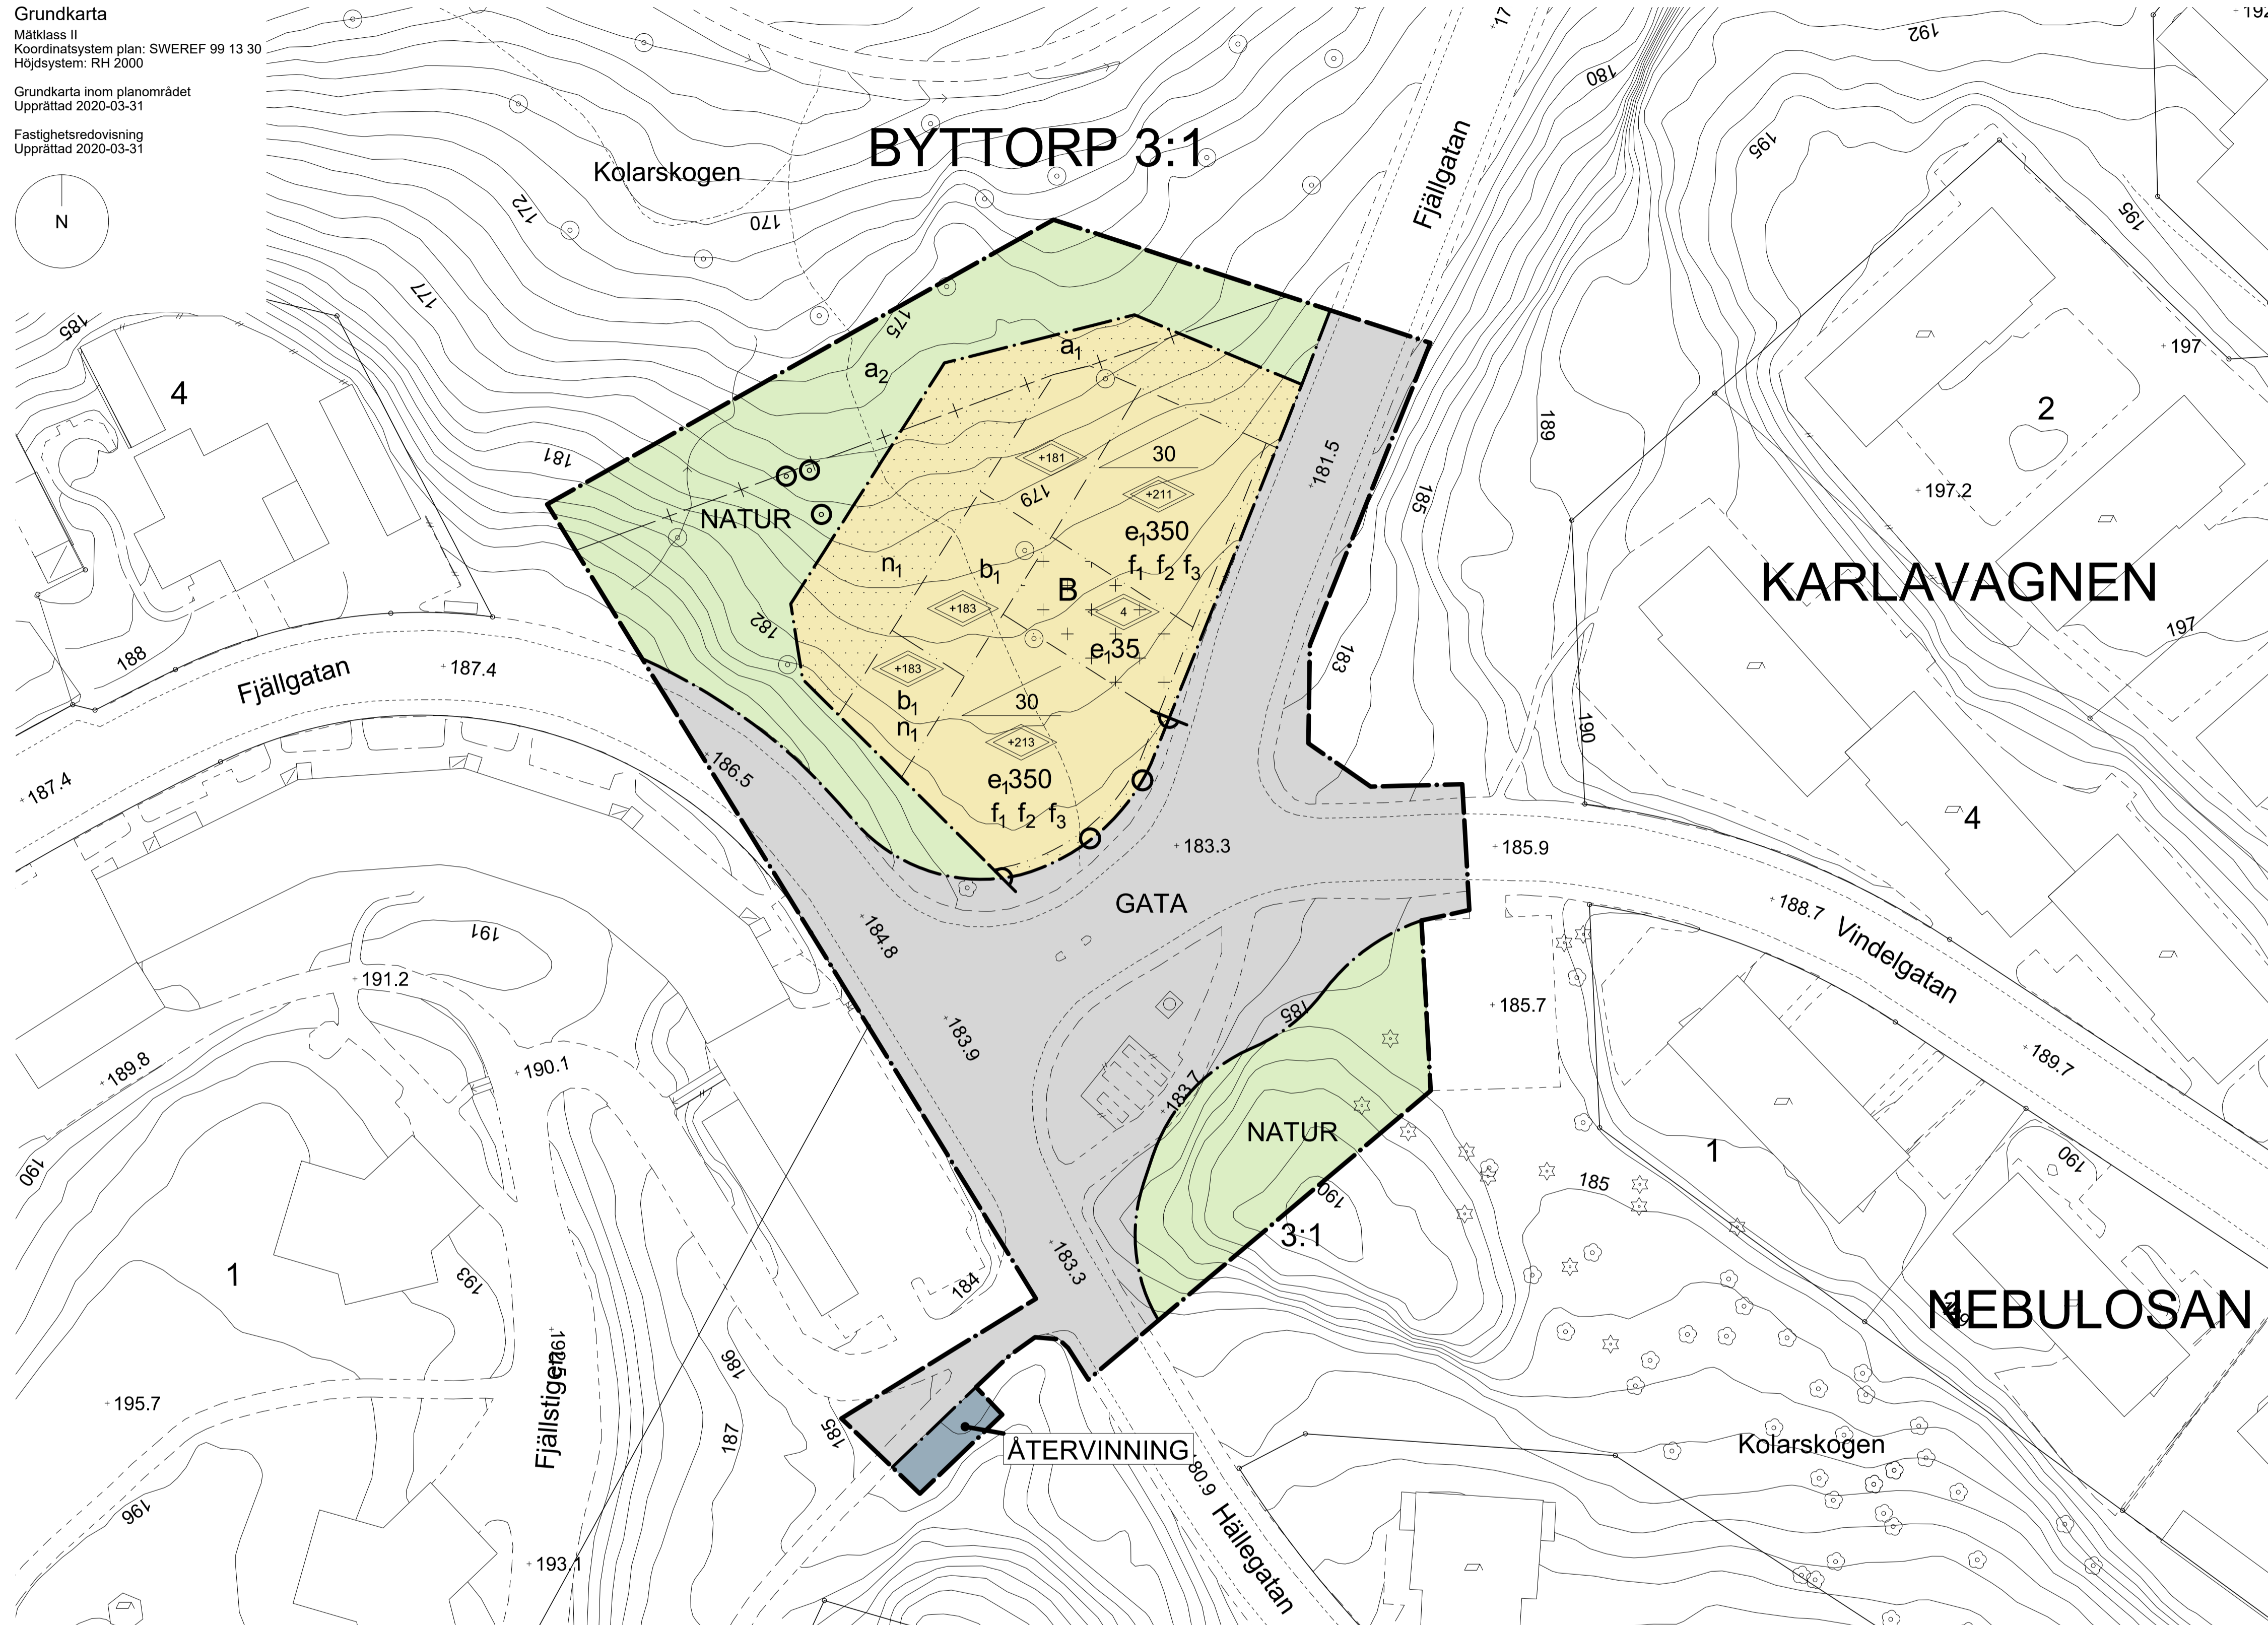 Grundkarta
Mätklass II
Koordinatsystem plan: SWEREF 99 13 30
Höjdsystem: RH 2000
Grundkarta inom planområdet
Upprättad 2020-03-31
Fastighetsredovisning
Upprättad 2020-03-31
N
BYTTORP 3:1
Kolarskogen
Fjällgatan
180
192
195
195
172
170
177
175
185
4
181
188
Fjällgatan
187.4
187.4
182
a1
a2
NATUR
+181
30
+211
179
e1350
f1 f2 f3
n1
b1
B
+183
4
e135
+183
b1
n1
30
+213
e1350
f1 f2 f3
181.5
185
189
183
190
2
197
197.2
KARLAVAGNEN
197
4
186.5
183.3
185.9
GATA
188.7
Vindelgatan
184.8
183.9
185
185.7
189.7
183.7
NATUR
190
3:1
183.3
191
191.2
189.8
190.1
190
1
193
184
186
187
185
195.7
Fjällstigen
196
193.1
ÅTERVINNING
Hällegatan
185
1
190
NEBULOSAN
Kolarskogen